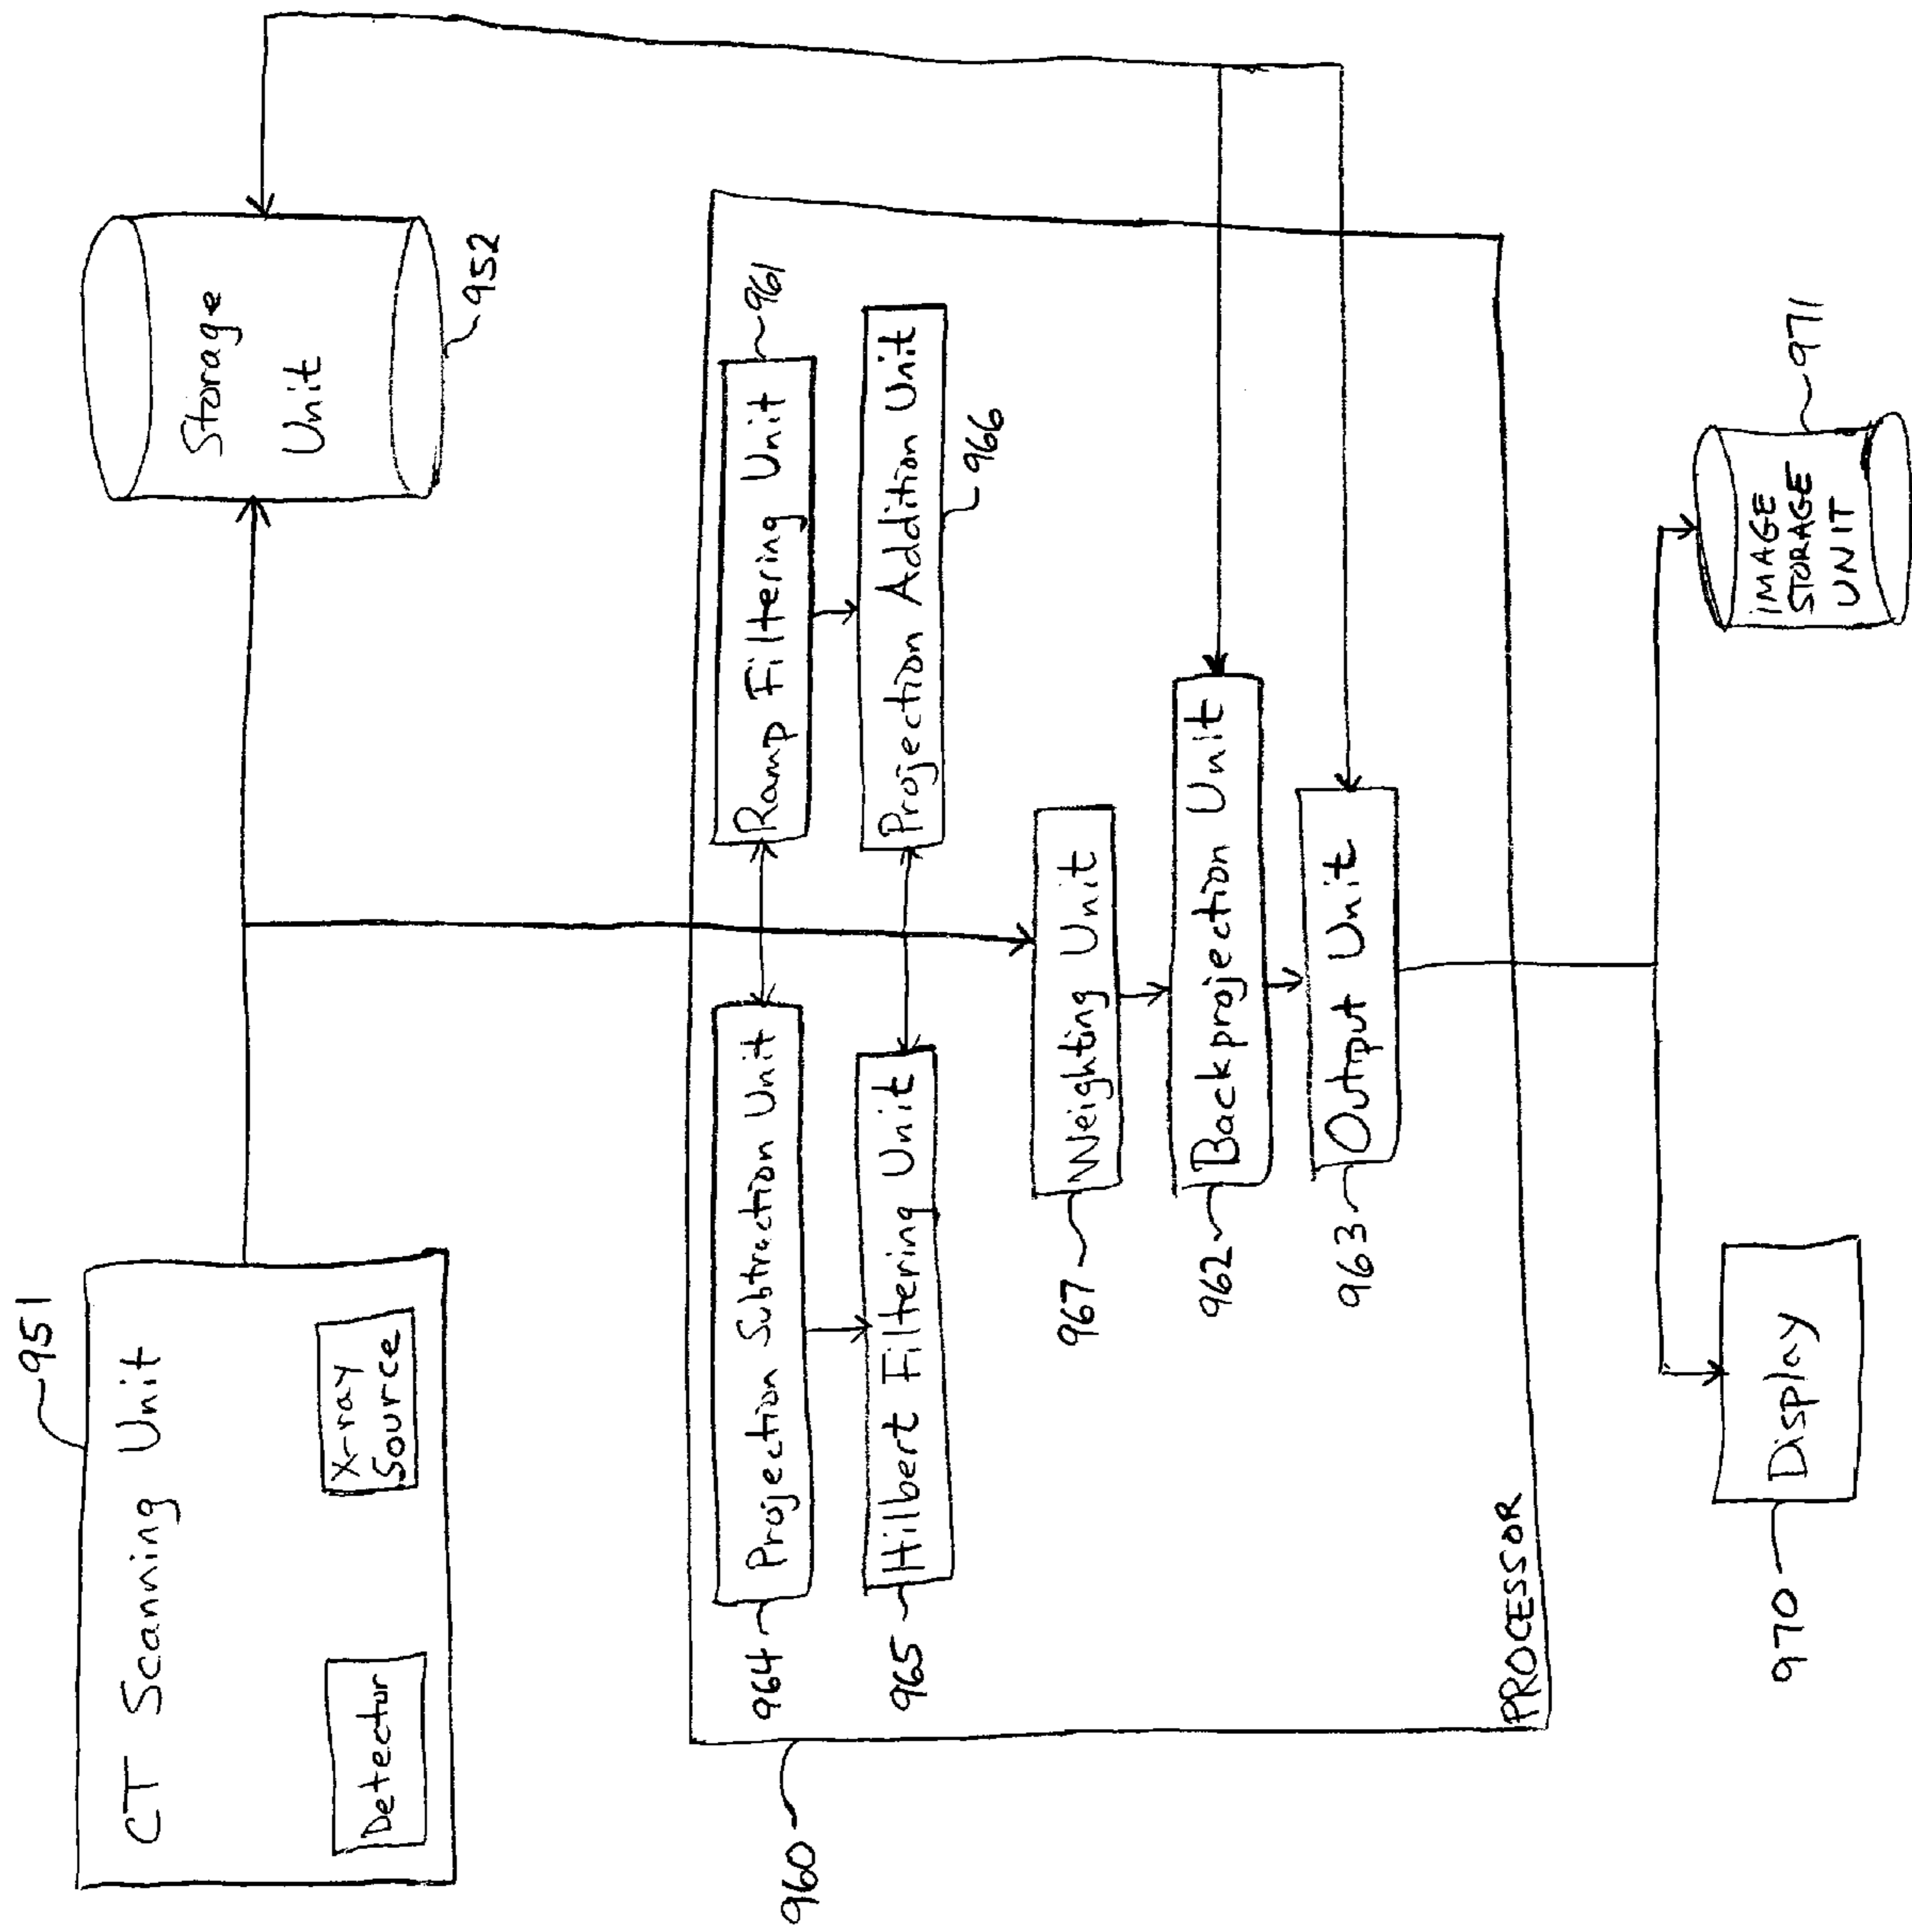 951
CT Scanning Unit
Detector
X-ray
Source
Storage
Unit
952
960
964
Projection Subtraction Unit
Ramp Filtering Unit
961
965
Hilbert Filtering Unit
Projection Addition Unit
966
967
Weighting Unit
962
Backprojection Unit
963
Output Unit
PROCESSOR
970
Display
IMAGE
STORAGE
UNIT
971